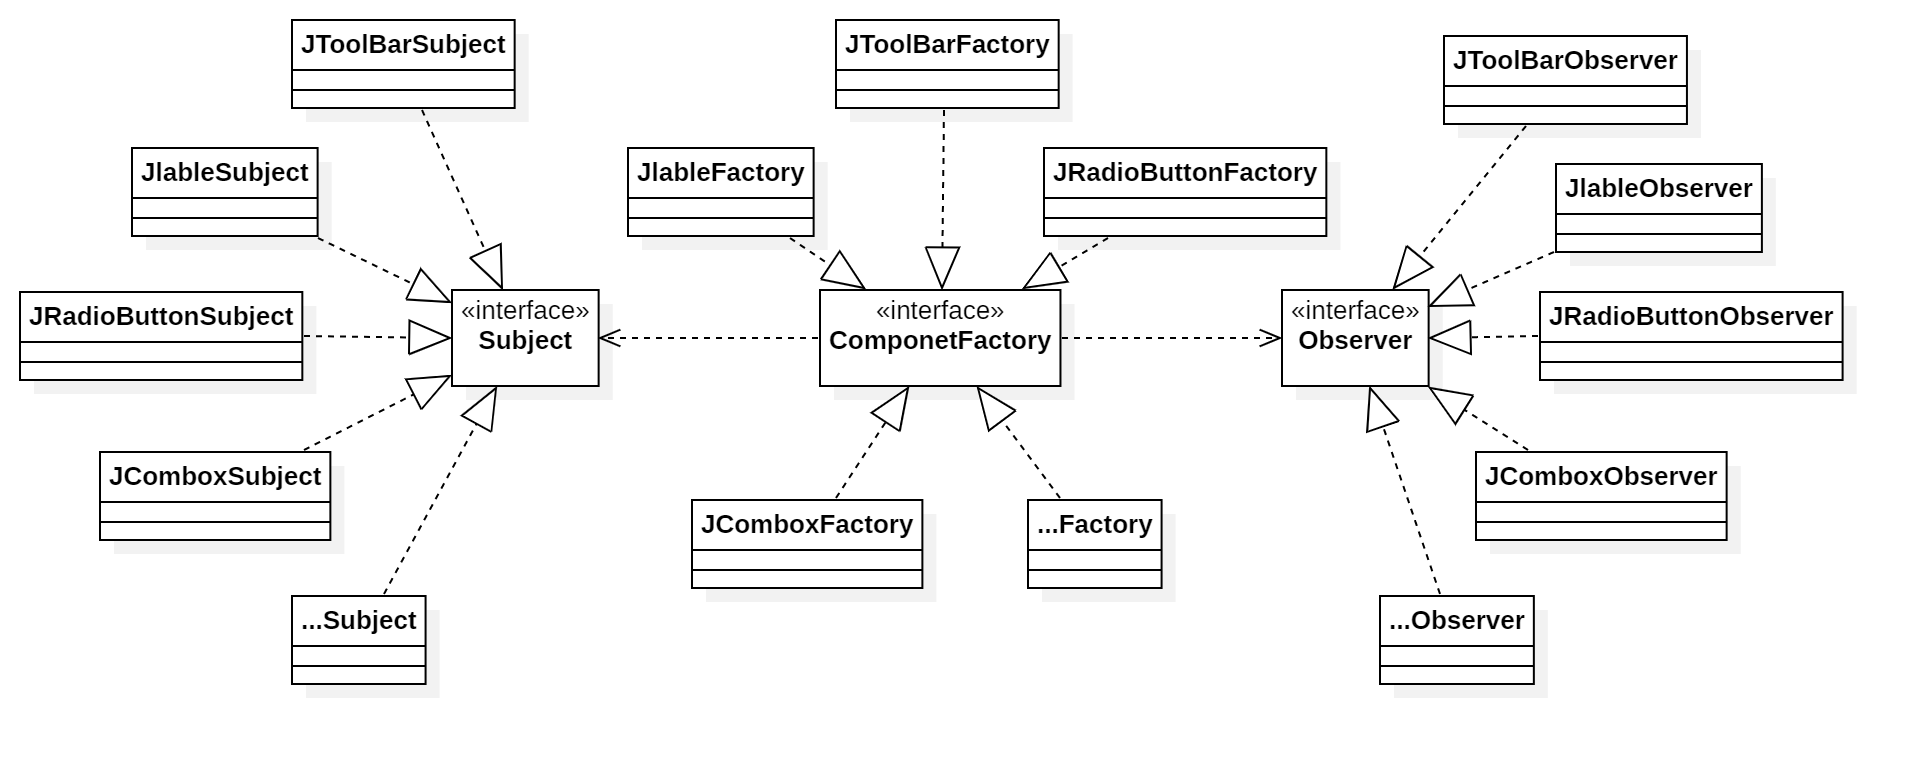 JToolBarSubject
JToolBarFactory
JToolBarObserver
JlableSubject
JlableFactory
JRadioButtonFactory
JlableObserver
JRadioButtonSubject
«interface»
Subject
«interface»
ComponetFactory
«interface»
Observer
JRadioButtonObserver
JComboxSubject
JComboxFactory
...Factory
JComboxObserver
...Subject
...Observer